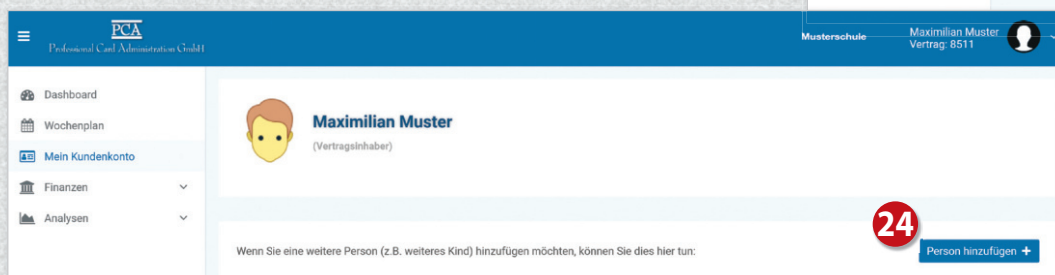 PCA
Professional Card Administration GmbH
Musterschule
Maximilian Muster
Vertrag: 8511
Dashboard
Wochenplan
Mein Kundenkonto
Finanzen
Analysen
Maximilian Muster
(Vertragsinhaber)
24
Wenn Sie eine weitere Person (z.B. weiteres Kind) hinzufügen möchten, können Sie dies hier tun:
Person hinzufügen +